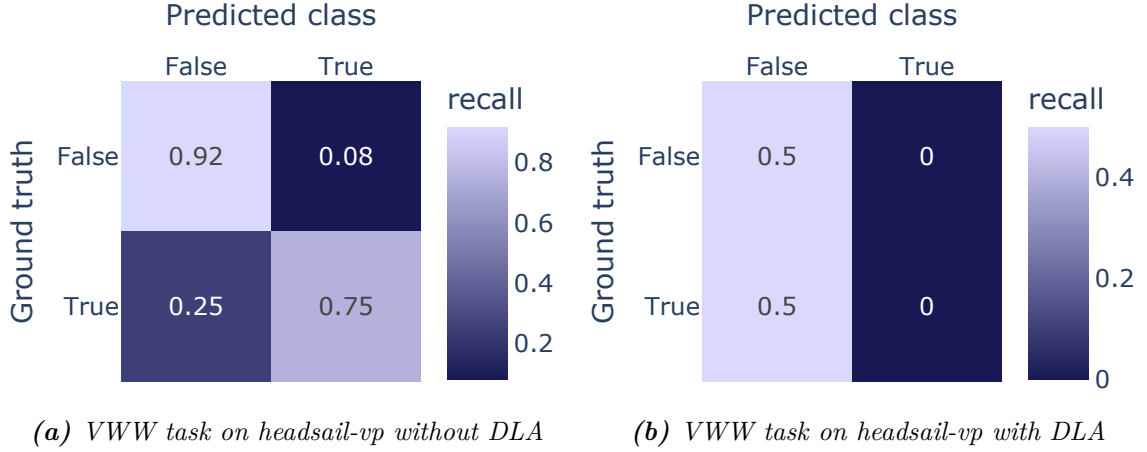 Predicted class
False True
recall
Ground truth
False 0.92 0.08
True 0.25 0.75
0.8
0.6
0.4
0.2
(a) VWW task on headsail-vp without DLA
Predicted class
False True
recall
Ground truth
False 0.5 0
True 0.5 0
0.4
0.2
0
(b) VWW task on headsail-vp with DLA